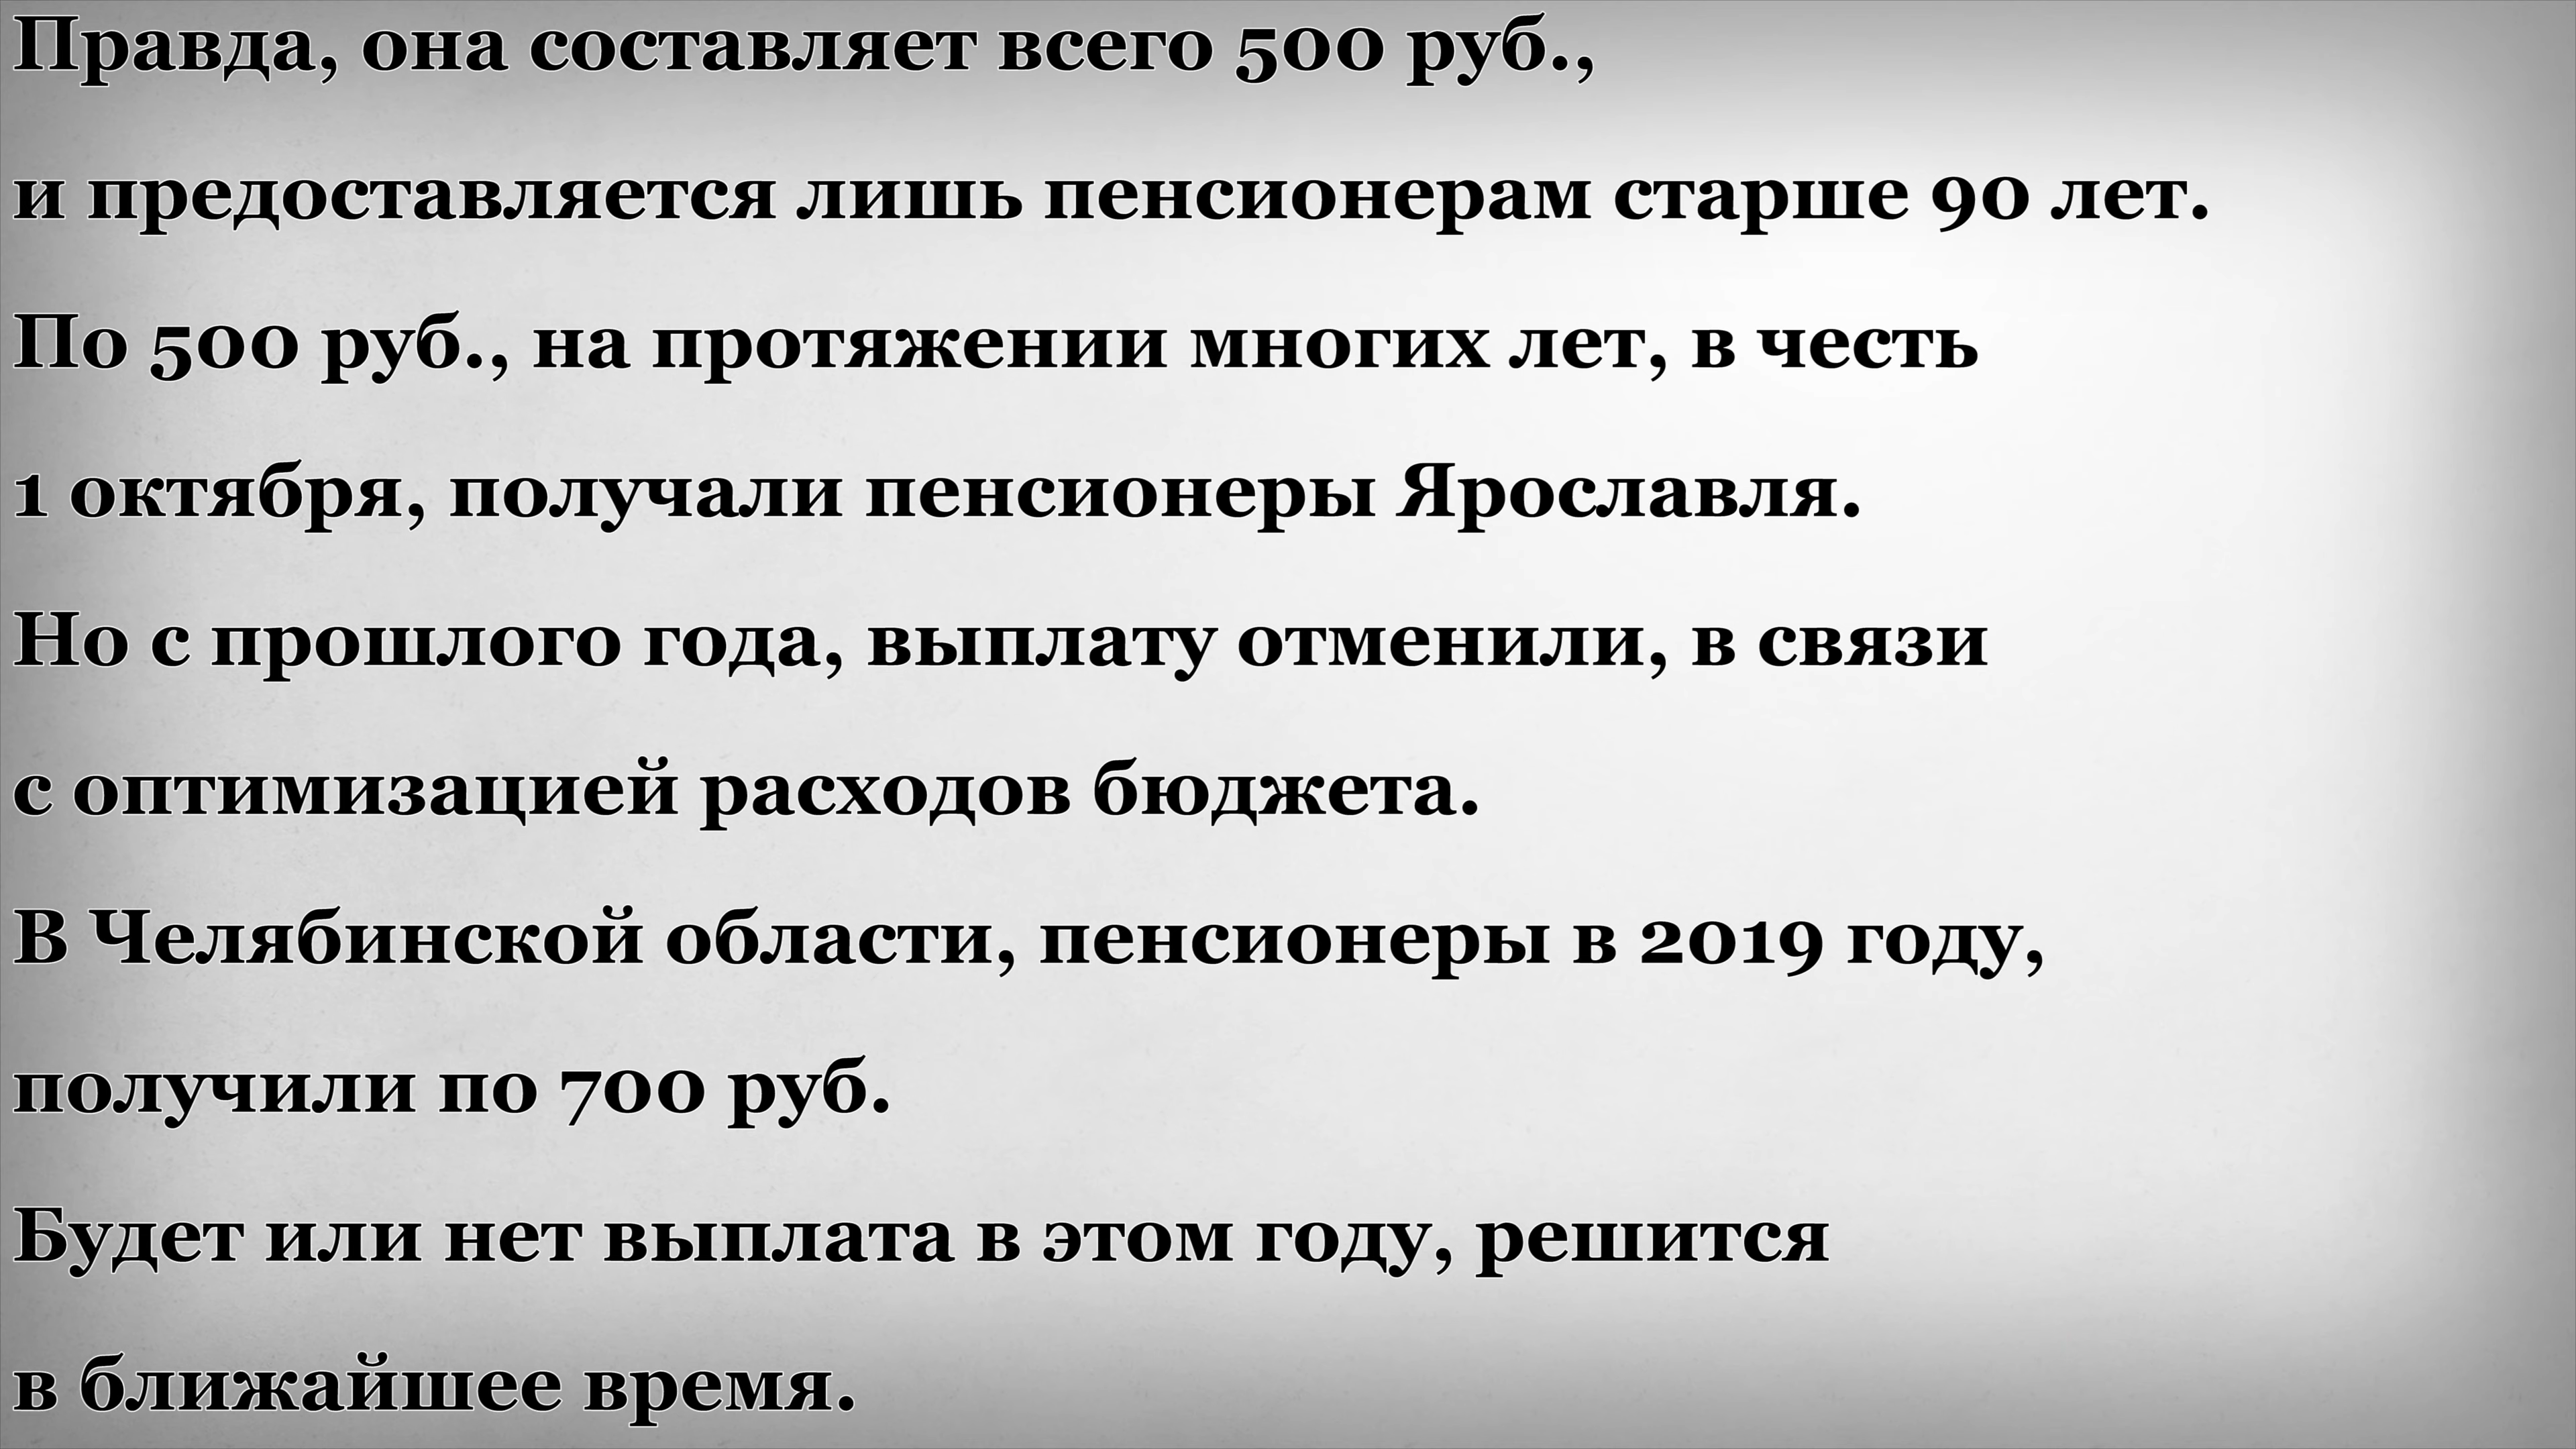 Правда, она составляет всего 500 руб.,
и предоставляется лишь пенсионерам старше 90 лет.
По 500 руб., на протяжении многих лет, в честь
1 октября, получали пенсионеры Ярославля.
Но с прошлого года, выплату отменили, в связи
с оптимизацией расходов бюджета.
В Челябинской области, пенсионеры в 2019 году,
получили по 700 руб.
Будет или нет выплата в этом году, решится
в ближайшее время.